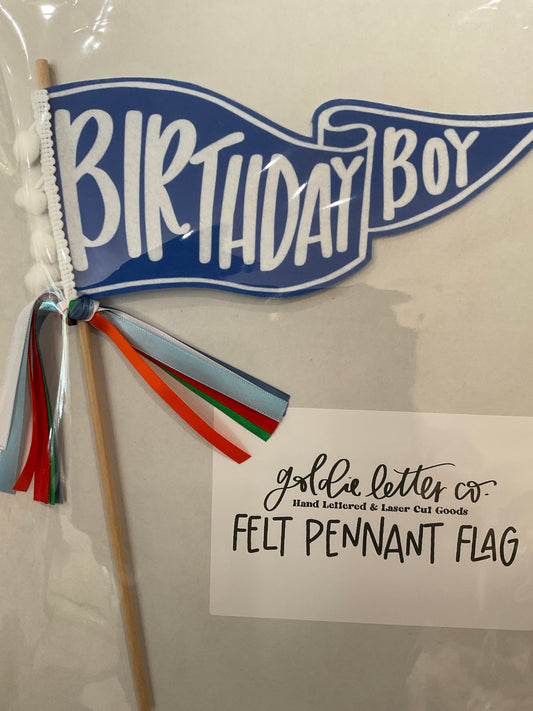 BIRTHDAY BOY
goldie letter co.
Hand Lettered & Laser Cut Goods
FELT PENNANT FLAG